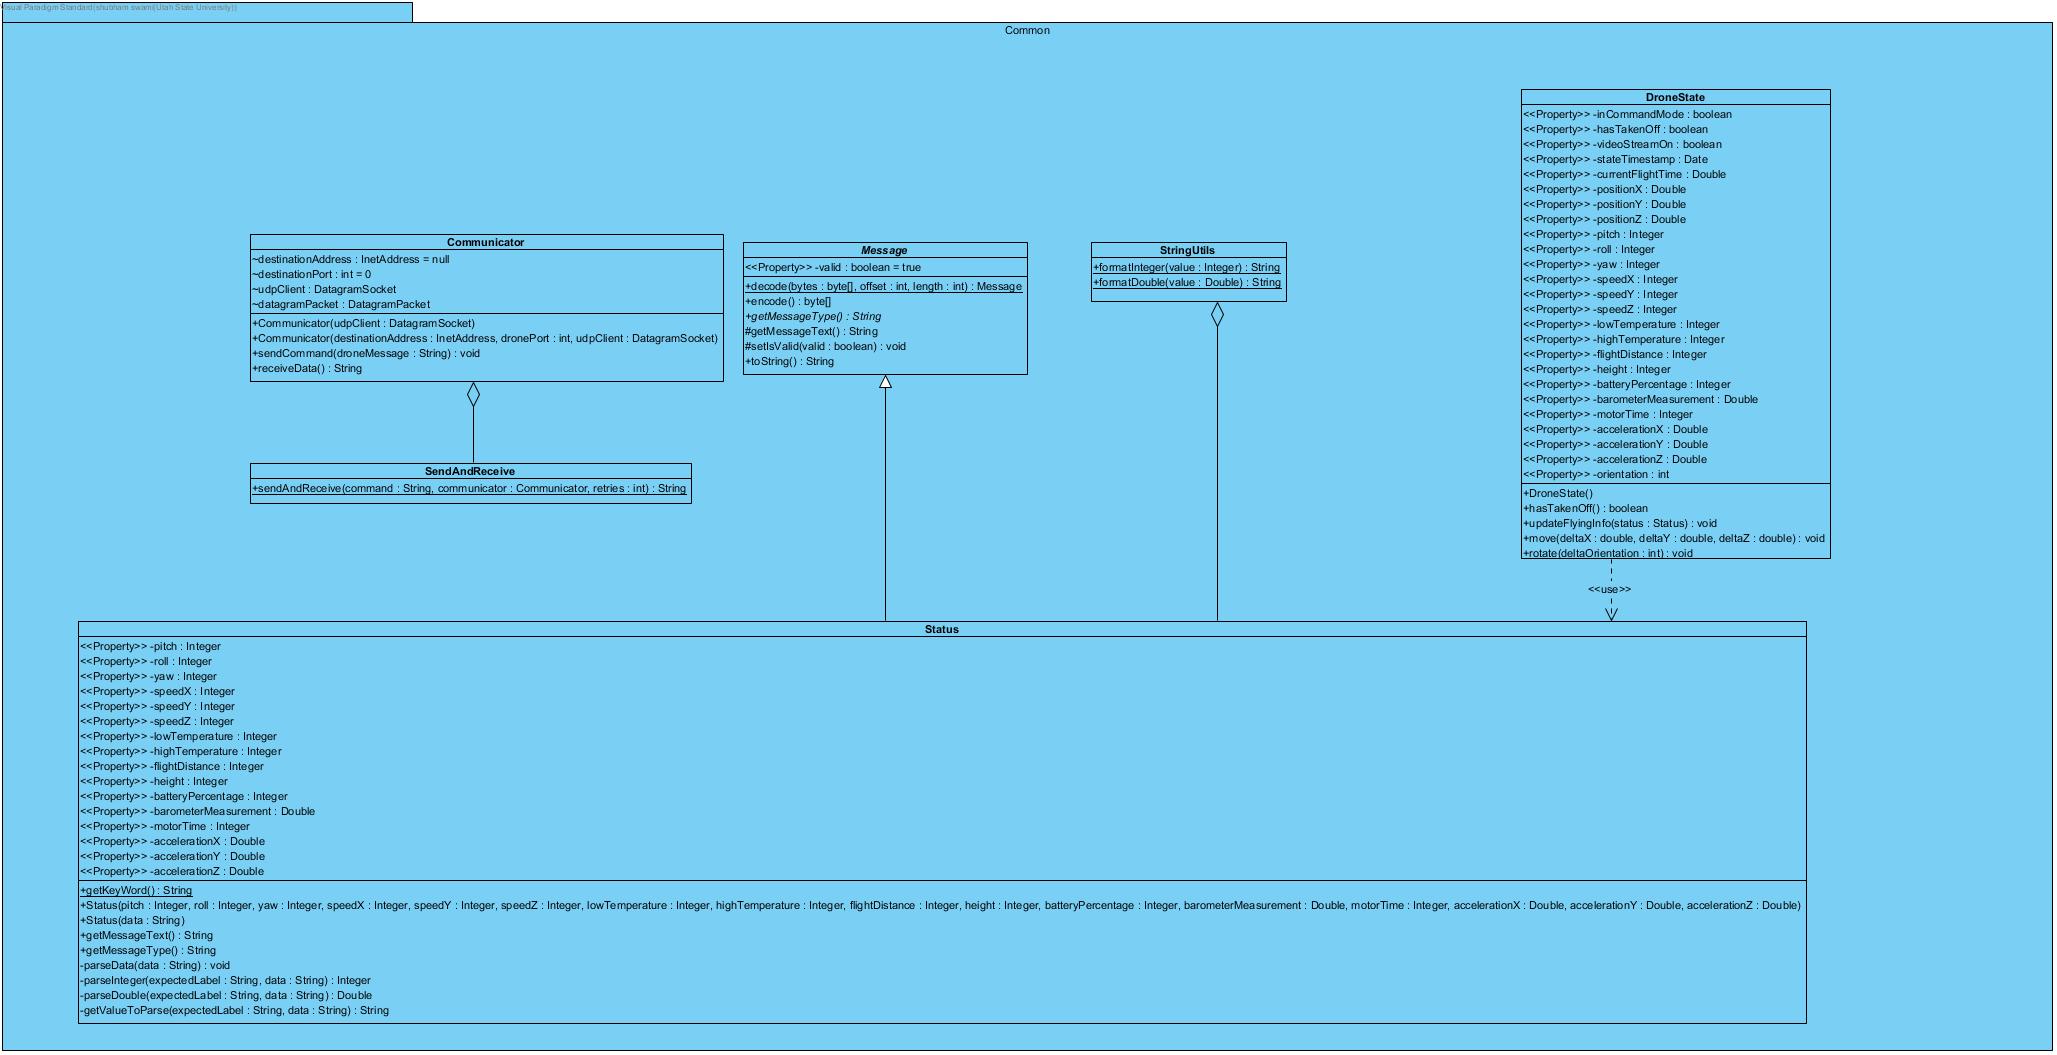 Visual Paradigm Standard(shubham swami(Utah State University))
Common
Communicator
~destinationAddress : InetAddress = null
~destinationPort : int = 0
~udpClient : DatagramSocket
~datagramPacket : DatagramPacket
+Communicator(udpClient : DatagramSocket)
+Communicator(destinationAddress : InetAddress, dronePort : int, udpClient : DatagramSocket)
+sendCommand(droneMessage : String) : void
+receiveData() : String
SendAndReceive
+sendAndReceive(command : String, communicator : Communicator, retries : int) : String
Message
<<Property>> -valid : boolean = true
+decode(bytes : byte[], offset : int, length : int) : Message
+encode() : byte[]
+getMessageType() : String
#getMessageText() : String
#setIsValid(valid : boolean) : void
+toString() : String
StringUtils
+formatInteger(value : Integer) : String
+formatDouble(value : Double) : String
DroneState
<<Property>> -inCommandMode : boolean
<<Property>> -hasTakenOff : boolean
<<Property>> -videoStreamOn : boolean
<<Property>> -stateTimestamp : Date
<<Property>> -currentFlightTime : Double
<<Property>> -positionX : Double
<<Property>> -positionY : Double
<<Property>> -positionZ : Double
<<Property>> -pitch : Integer
<<Property>> -roll : Integer
<<Property>> -yaw : Integer
<<Property>> -speedX : Integer
<<Property>> -speedY : Integer
<<Property>> -speedZ : Integer
<<Property>> -lowTemperature : Integer
<<Property>> -highTemperature : Integer
<<Property>> -flightDistance : Integer
<<Property>> -height : Integer
<<Property>> -batteryPercentage : Integer
<<Property>> -barometerMeasurement : Double
<<Property>> -motorTime : Integer
<<Property>> -accelerationX : Double
<<Property>> -accelerationY : Double
<<Property>> -accelerationZ : Double
<<Property>> -orientation : int
+DroneState()
+hasTakenOff() : boolean
+updateFlyingInfo(status : Status) : void
+move(deltaX : double, deltaY : double, deltaZ : double) : void
+rotate(deltaOrientation : int) : void
<<use>>
Status
<<Property>> -pitch : Integer
<<Property>> -roll : Integer
<<Property>> -yaw : Integer
<<Property>> -speedX : Integer
<<Property>> -speedY : Integer
<<Property>> -speedZ : Integer
<<Property>> -lowTemperature : Integer
<<Property>> -highTemperature : Integer
<<Property>> -flightDistance : Integer
<<Property>> -height : Integer
<<Property>> -batteryPercentage : Integer
<<Property>> -barometerMeasurement : Double
<<Property>> -motorTime : Integer
<<Property>> -accelerationX : Double
<<Property>> -accelerationY : Double
<<Property>> -accelerationZ : Double
+getKeyWord() : String
+Status(pitch : Integer, roll : Integer, yaw : Integer, speedX : Integer, speedY : Integer, speedZ : Integer, lowTemperature : Integer, highTemperature : Integer, flightDistance : Integer, height : Integer, batteryPercentage : Integer, barometerMeasurement : Double, motorTime : Integer, accelerationX : Double, accelerationY : Double, accelerationZ : Double)
+Status(data : String)
+getMessageText() : String
+getMessageType() : String
-parseData(data : String) : void
-parseInteger(expectedLabel : String, data : String) : Integer
-parseDouble(expectedLabel : String, data : String) : Double
-getValueToParse(expectedLabel : String, data : String) : String